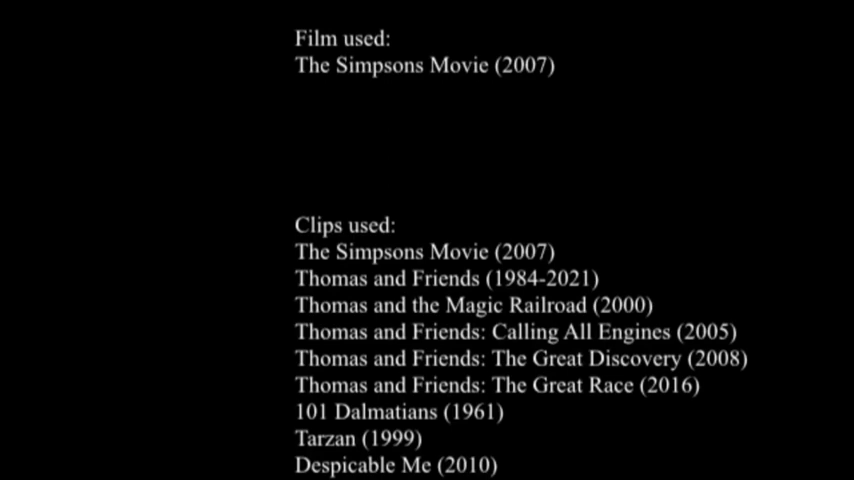 Film used:
The Simpsons Movie (2007)
Clips used:
The Simpsons Movie (2007)
Thomas and Friends (1984-2021)
Thomas and the Magic Railroad (2000)
Thomas and Friends: Calling All Engines (2005)
Thomas and Friends: The Great Discovery (2008)
Thomas and Friends: The Great Race (2016)
101 Dalmatians (1961)
Tarzan (1999)
Despicable Me (2010)